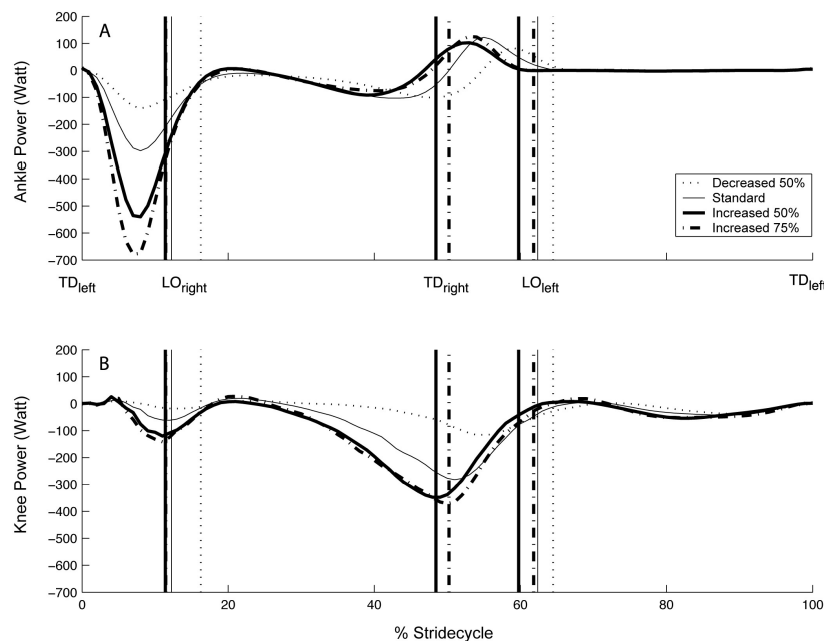 A
200
100
0
-100
-200
-300
-400
-500
-600
-700
Ankle Power (Watt)
Decreased 50%
Standard
Increased 50%
Increased 75%
TDleft LOright TDright LOleft TDleft
B
200
100
0
-100
-200
-300
-400
-500
-600
-700
Knee Power (Watt)
0 20 40 60 80 100
% Stridecycle